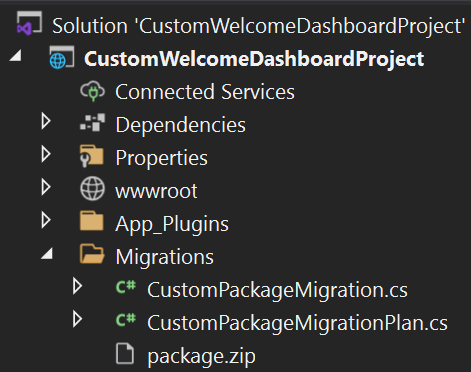 Solution 'CustomWelcomeDashboardProject'
CustomWelcomeDashboardProject
Connected Services
Dependencies
Properties
wwwroot
App_Plugins
Migrations
C# CustomPackageMigration.cs
C# CustomPackageMigrationPlan.cs
package.zip